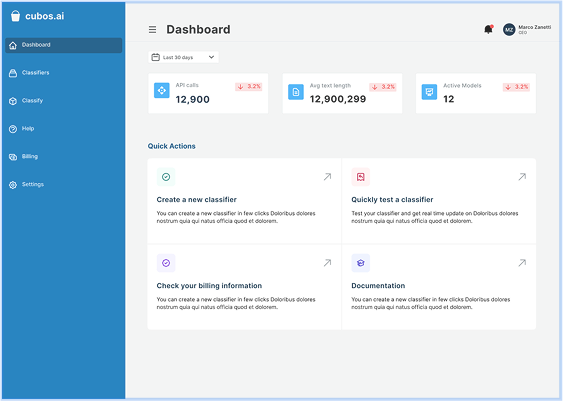 cubos.ai
Dashboard
Classifiers
Classify
Help
Billing
Settings
Dashboard
MZ
Marco Zanetti
CEO
Last 30 days
API calls
3.2%
12,900
Avg text length
3.2%
12,900,299
Active Models
3.2%
12
Quick Actions
Create a new classifier
You can create a new classifier in few clicks Doloribus dolores
nostrum quia qui natus officia quod et dolorem.
Quickly test a classifier
Test your classifier and get real time update on Doloribus dolores
nostrum quia qui natus officia quod et dolorem.
Check your billing information
You can create a new classifier in few clicks Doloribus dolores
nostrum quia qui natus officia quod et dolorem.
Documentation
You can create a new classifier in few clicks Doloribus dolores
nostrum quia qui natus officia quod et dolorem.